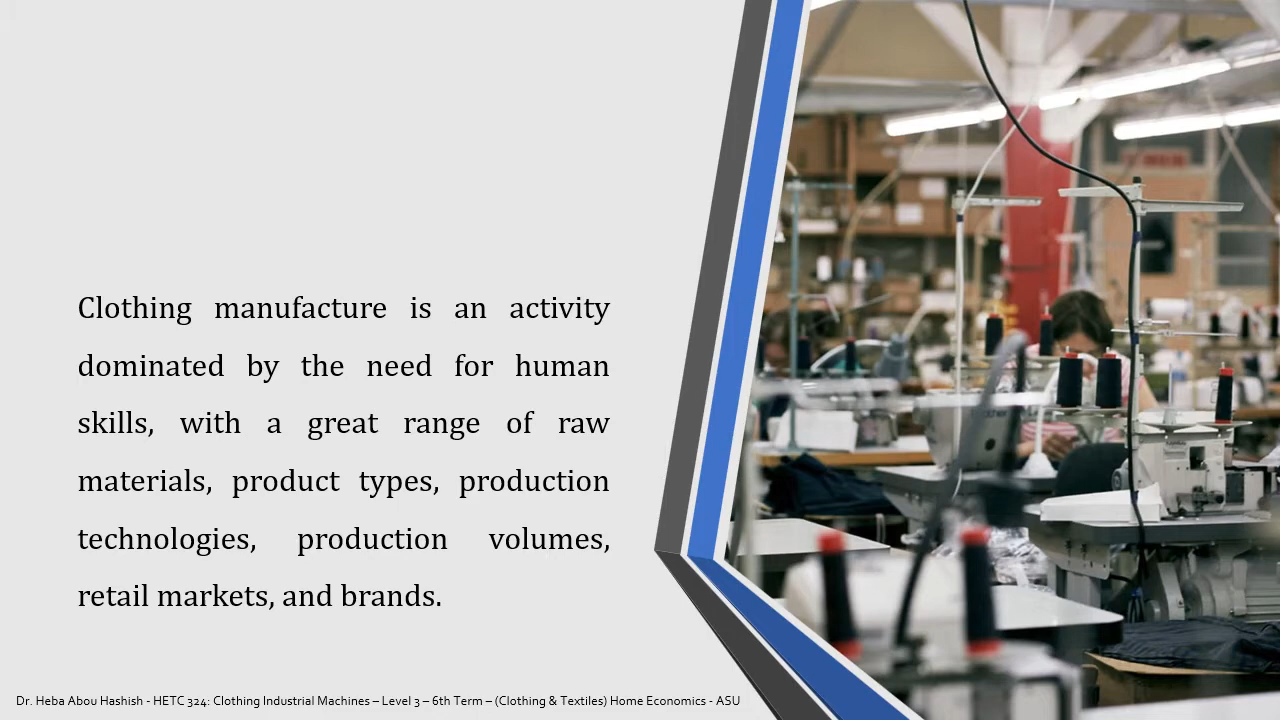 Clothing manufacture is an activity
dominated by the need for human
skills, with a great range of raw
materials, product types, production
technologies, production volumes,
retail markets, and brands.
Dr. Heba Abou Hashish - HETC 324: Clothing Industrial Machines – Level 3 – 6th Term – (Clothing & Textiles) Home Economics - ASU